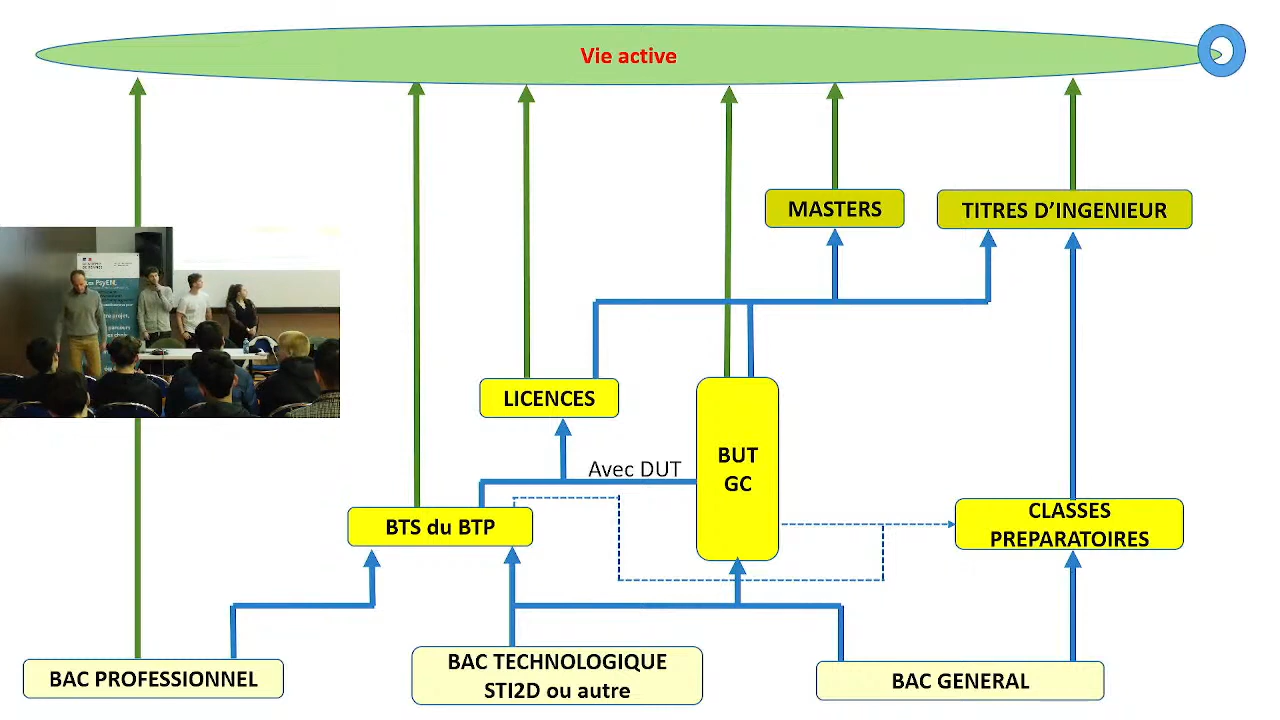 Vie active
MASTERS
TITRES D’INGENIEUR
LICENCES
BUT
GC
Avec DUT
BTS du BTP
CLASSES
PREPARATOIRES
BAC PROFESSIONNEL
BAC TECHNOLOGIQUE
STI2D ou autre
BAC GENERAL